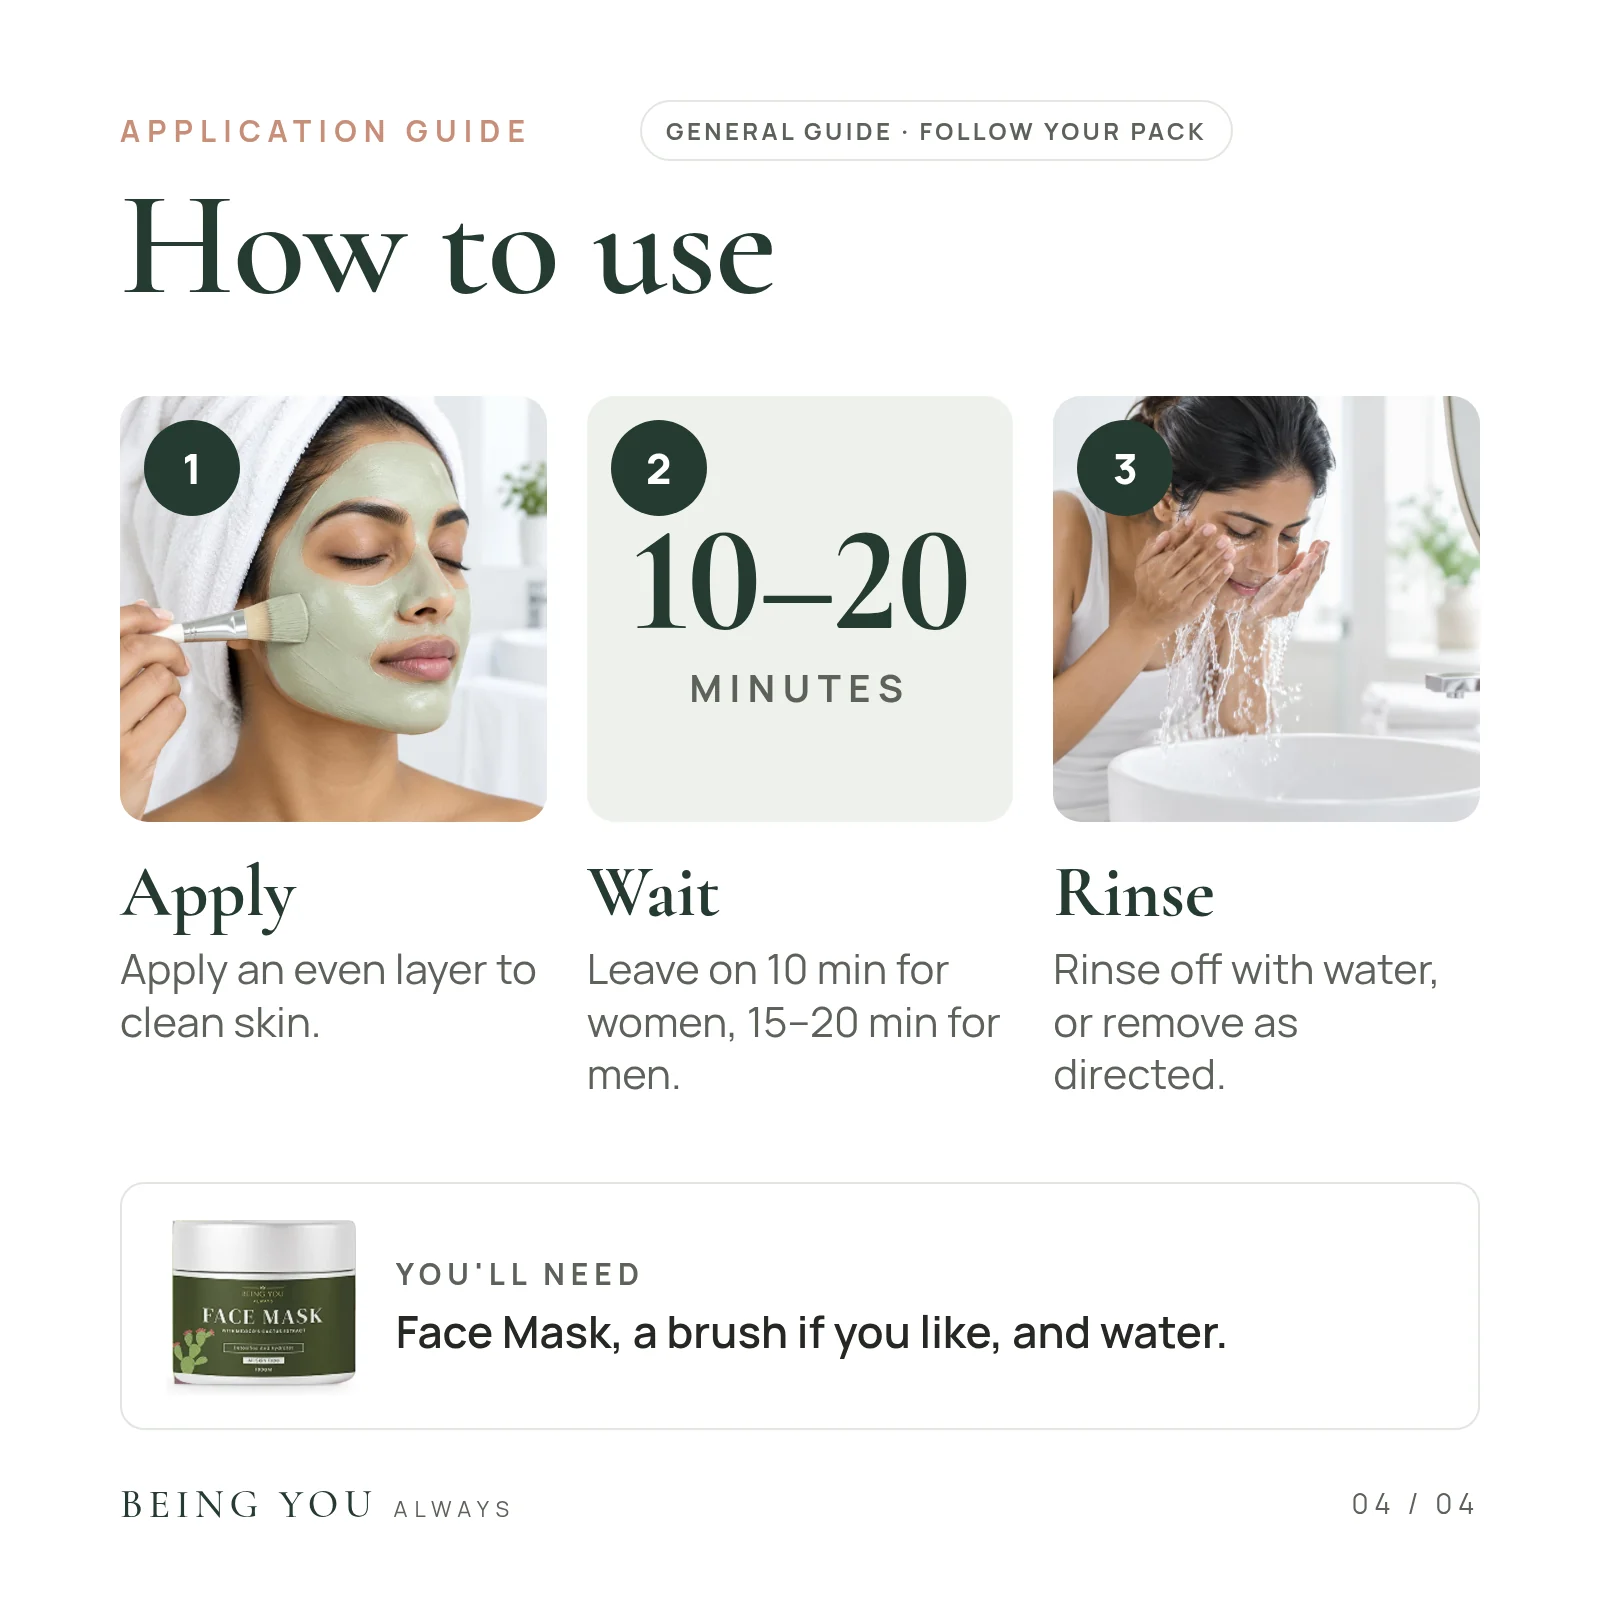 APPLICATION GUIDE
GENERAL GUIDE · FOLLOW YOUR PACK
How to use
1
2
10–20
MINUTES
3
Apply
Apply an even layer to
clean skin.
Wait
Leave on 10 min for
women, 15–20 min for
men.
Rinse
Rinse off with water,
or remove as
directed.
BEING YOU
ALWAYS
FACE MASK
YOU'LL NEED
Face Mask, a brush if you like, and water.
BEING YOU ALWAYS
04 / 04